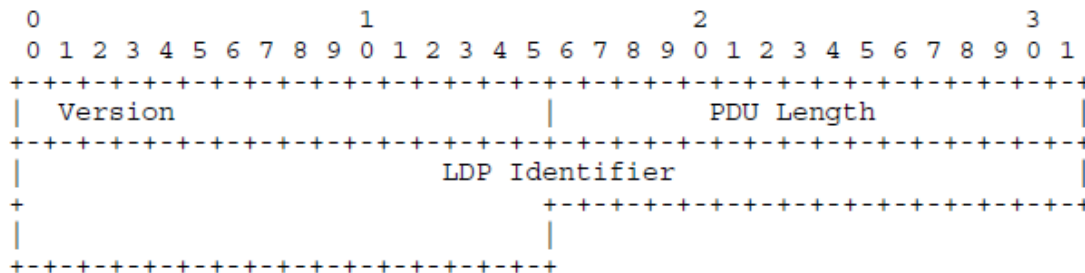 0                   1                   2                   3
0 1 2 3 4 5 6 7 8 9 0 1 2 3 4 5 6 7 8 9 0 1 2 3 4 5 6 7 8 9 0 1
+-+-+-+-+-+-+-+-+-+-+-+-+-+-+-+-+-+-+-+-+-+-+-+-+-+-+-+-+-+-+-+-+
|  Version                      |         PDU Length            |
+-+-+-+-+-+-+-+-+-+-+-+-+-+-+-+-+-+-+-+-+-+-+-+-+-+-+-+-+-+-+-+-+
|                         LDP Identifier                        |
+                               +-+-+-+-+-+-+-+-+-+-+-+-+-+-+-+-+
|                               |
+-+-+-+-+-+-+-+-+-+-+-+-+-+-+-+-+